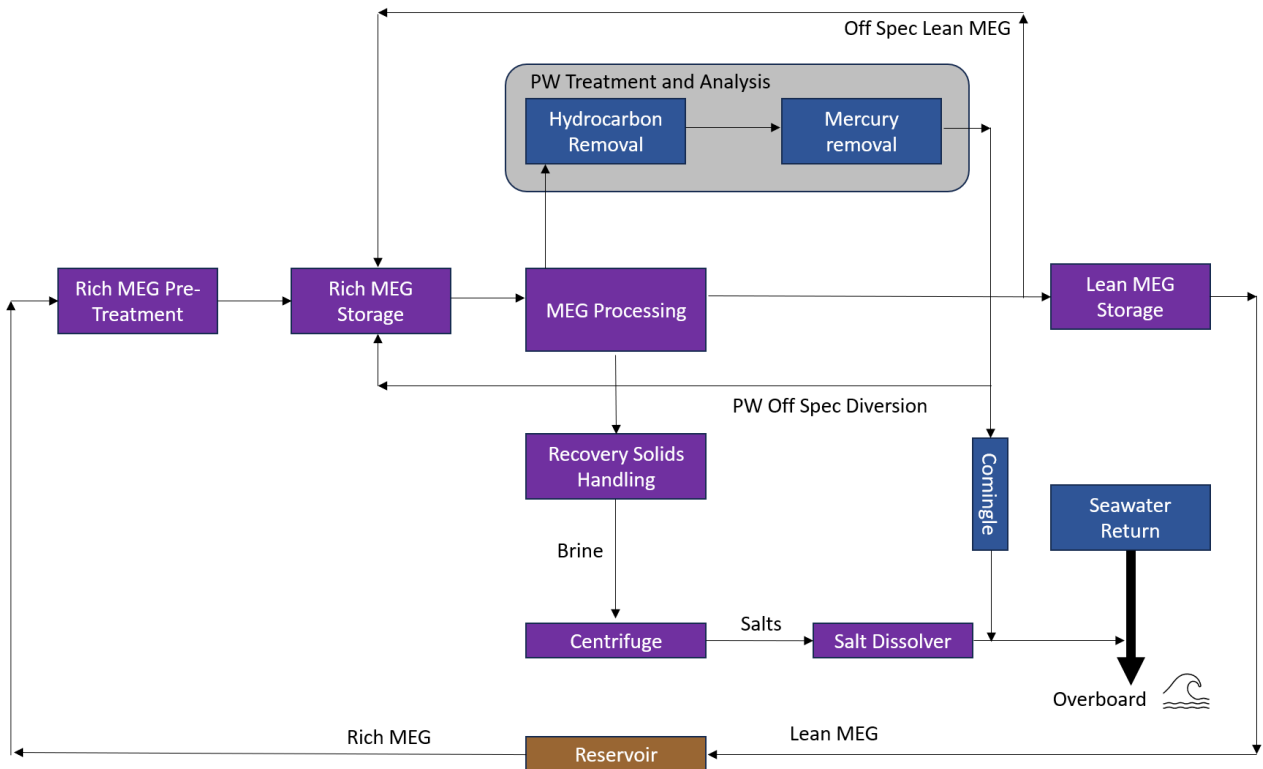 Off Spec Lean MEG
PW Treatment and Analysis
Hydrocarbon
Removal
Mercury
removal
Rich MEG Pre-
Treatment
Rich MEG
Storage
MEG Processing
Lean MEG
Storage
PW Off Spec Diversion
Recovery Solids
Handling
Comingle
Seawater
Return
Brine
Centrifuge
Salts
Salt Dissolver
Overboard
Rich MEG
Reservoir
Lean MEG